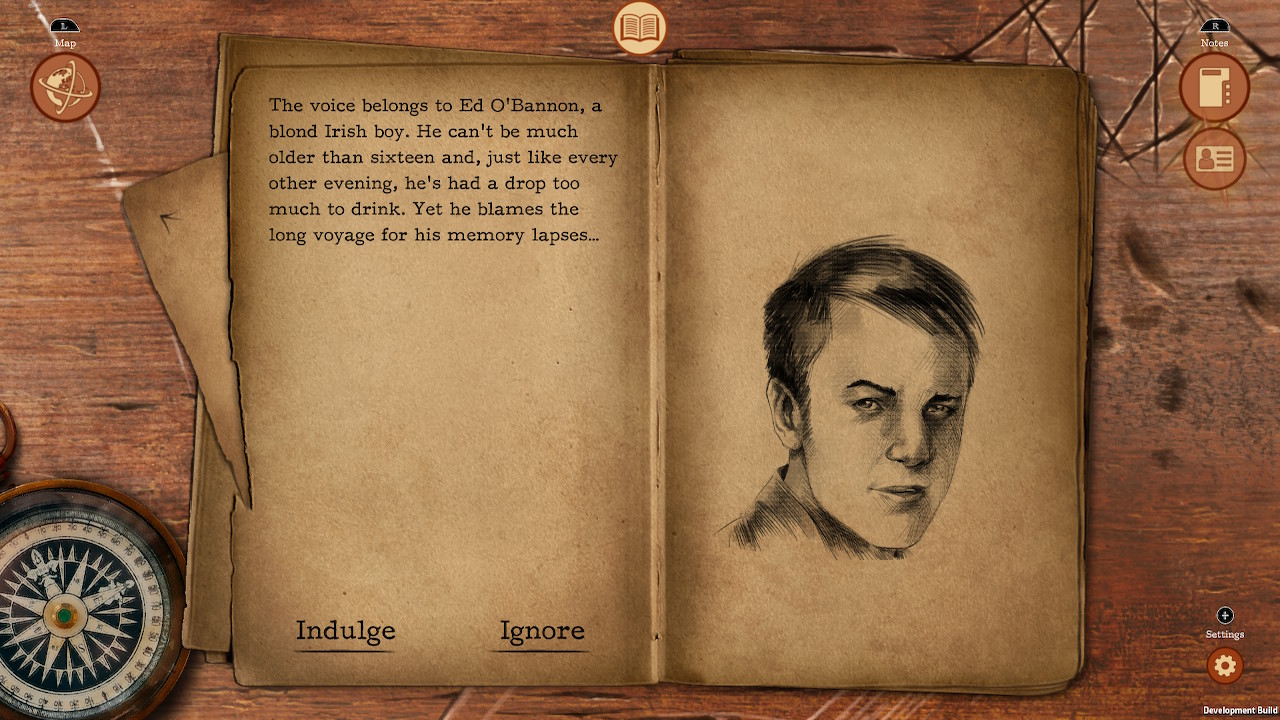 L
Map
R
Notes
The voice belongs to Ed O'Bannon, a
blond Irish boy. He can't be much
older than sixteen and, just like every
other evening, he's had a drop too
much to drink. Yet he blames the
long voyage for his memory lapses…
Indulge
Ignore
Settings
Development Build